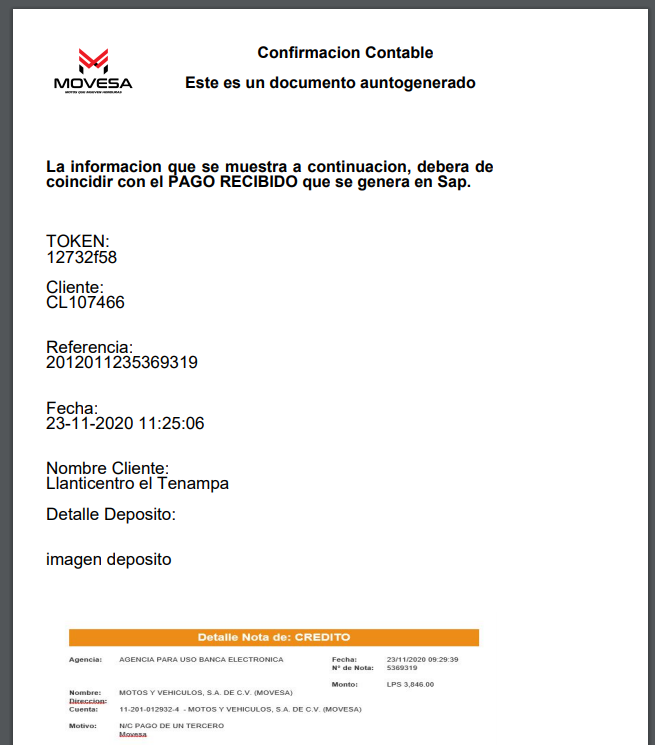 Confirmacion Contable
MOVESA
MOTOS QUE MUEVEN HONDURAS
Este es un documento auntogenerado
La informacion que se muestra a continuacion, debera de
coincidir con el PAGO RECIBIDO que se genera en Sap.
TOKEN:
12732f58
Cliente:
CL107466
Referencia:
2012011235369319
Fecha:
23-11-2020 11:25:06
Nombre Cliente:
Llanticentro el Tenampa
Detalle Deposito:
imagen deposito
Detalle Nota de: CREDITO
Agencia: AGENCIA PARA USO BANCA ELECTRONICA Fecha: 23/11/2020 09:29:39
Nº de Nota: 5369319
Monto: LPS 3,846.00
Nombre: MOTOS Y VEHICULOS, S.A. DE C.V. (MOVESA)
Direccion:
Cuenta: 11-201-012932-4 - MOTOS Y VEHICULOS, S.A. DE C.V. (MOVESA)
Motivo: N/C PAGO DE UN TERCERO
Movesa